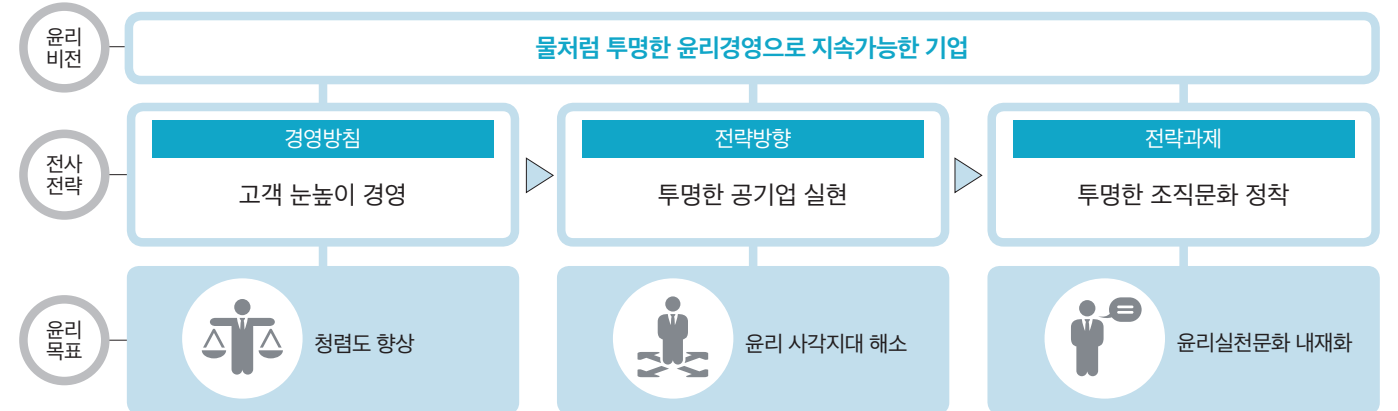 윤리
비전
물처럼 투명한 윤리경영으로 지속가능한 기업
전사
전략
경영방침
고객 눈높이 경영
전략방향
투명한 공기업 실현
전략과제
투명한 조직문화 정착
윤리
목표
청렴도 향상
윤리 사각지대 해소
윤리실천문화 내재화